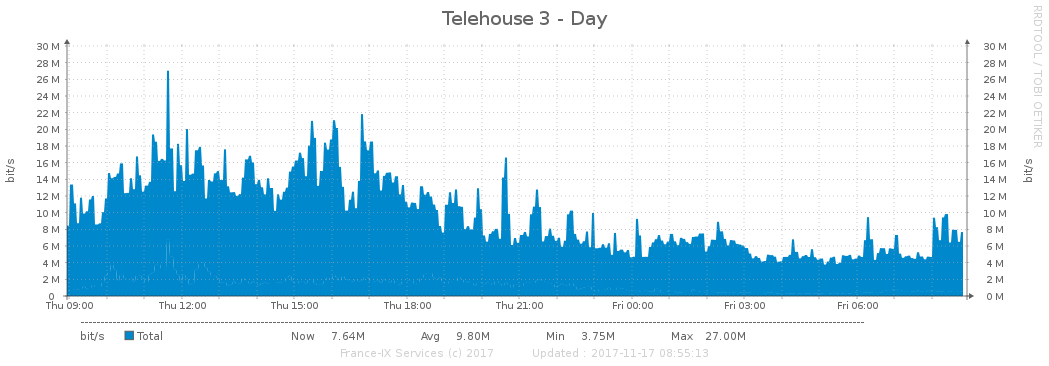 Telehouse 3 - Day
RRDTOOL / TOBI OETIKER
bit/s
30 M 30 M
28 M 28 M
26 M 26 M
24 M 24 M
22 M 22 M
20 M 20 M
18 M 18 M
16 M 16 M
14 M 14 M
12 M 12 M
10 M 10 M
8 M 8 M
6 M 6 M
4 M 4 M
2 M 2 M
0 0 M
bit/s
Thu 09:00 Thu 12:00 Thu 15:00 Thu 18:00 Thu 21:00 Fri 00:00 Fri 03:00 Fri 06:00
bit/s Total Now 7.64M Avg 9.80M Min 3.75M Max 27.00M
France-IX Services (c) 2017 Updated : 2017-11-17 08:55:13